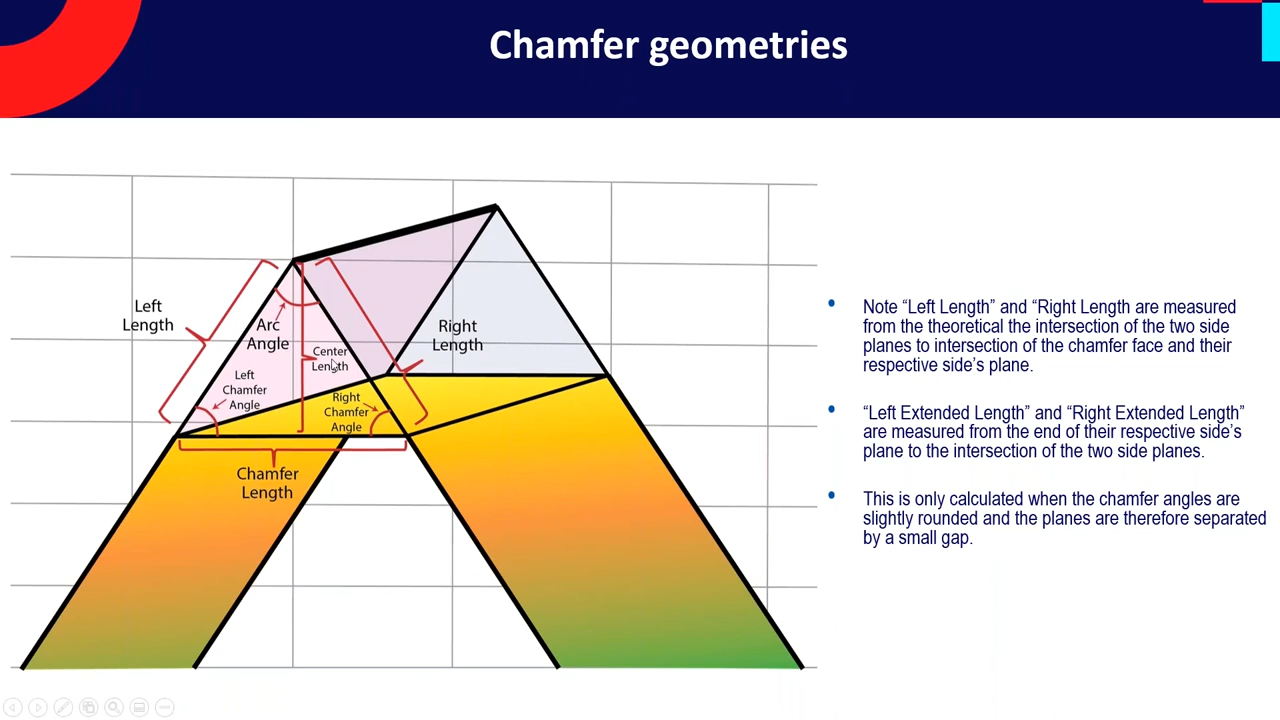 Chamfer geometries
Left
Length
Arc
Angle
Center
Length
Right
Length
Left
Chamfer
Angle
Right
Chamfer
Angle
Chamfer
Length
• Note “Left Length” and “Right Length are measured
from the theoretical the intersection of the two side
planes to intersection of the chamfer face and their
respective side’s plane.
• “Left Extended Length” and “Right Extended Length”
are measured from the end of their respective side’s
plane to the intersection of the two side planes.
• This is only calculated when the chamfer angles are
slightly rounded and the planes are therefore separated
by a small gap.